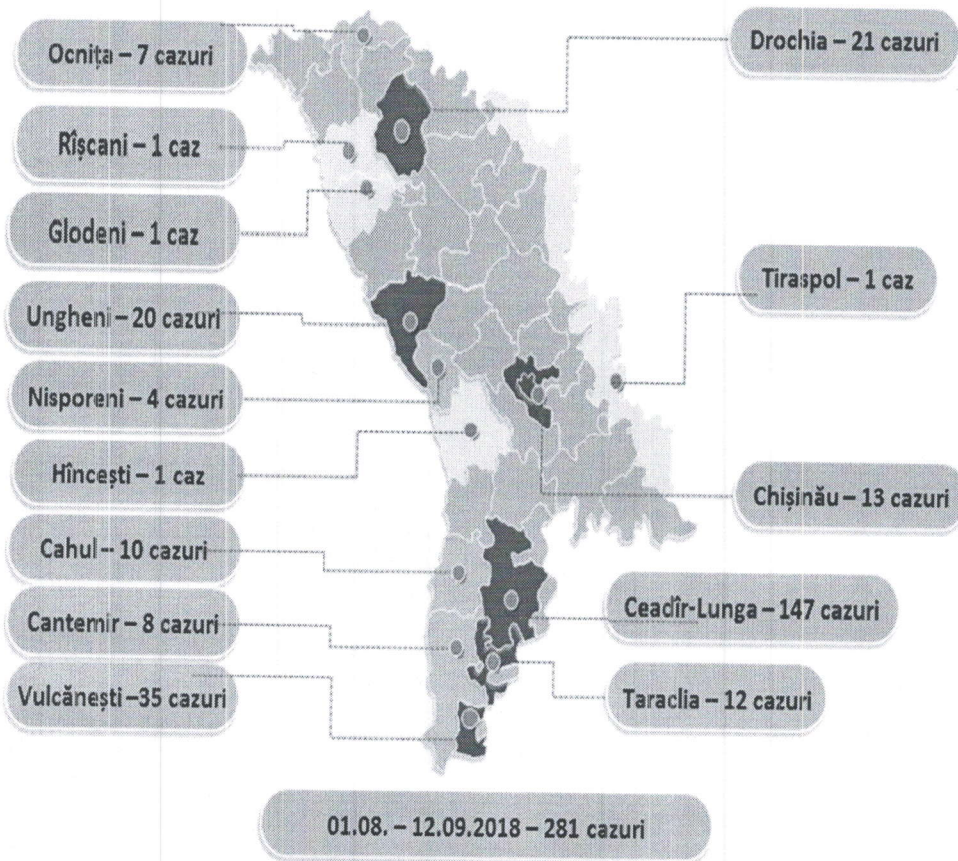 Ocnița – 7 cazuri
Rîșcani – 1 caz
Glodeni – 1 caz
Ungheni – 20 cazuri
Nisporeni – 4 cazuri
Hîncești – 1 caz
Cahul – 10 cazuri
Cantemir – 8 cazuri
Vulcănești –35 cazuri
Drochia – 21 cazuri
Tiraspol – 1 caz
Chișinău – 13 cazuri
Ceadîr-Lunga – 147 cazuri
Taraclia – 12 cazuri
01.08. – 12.09.2018 – 281 cazuri